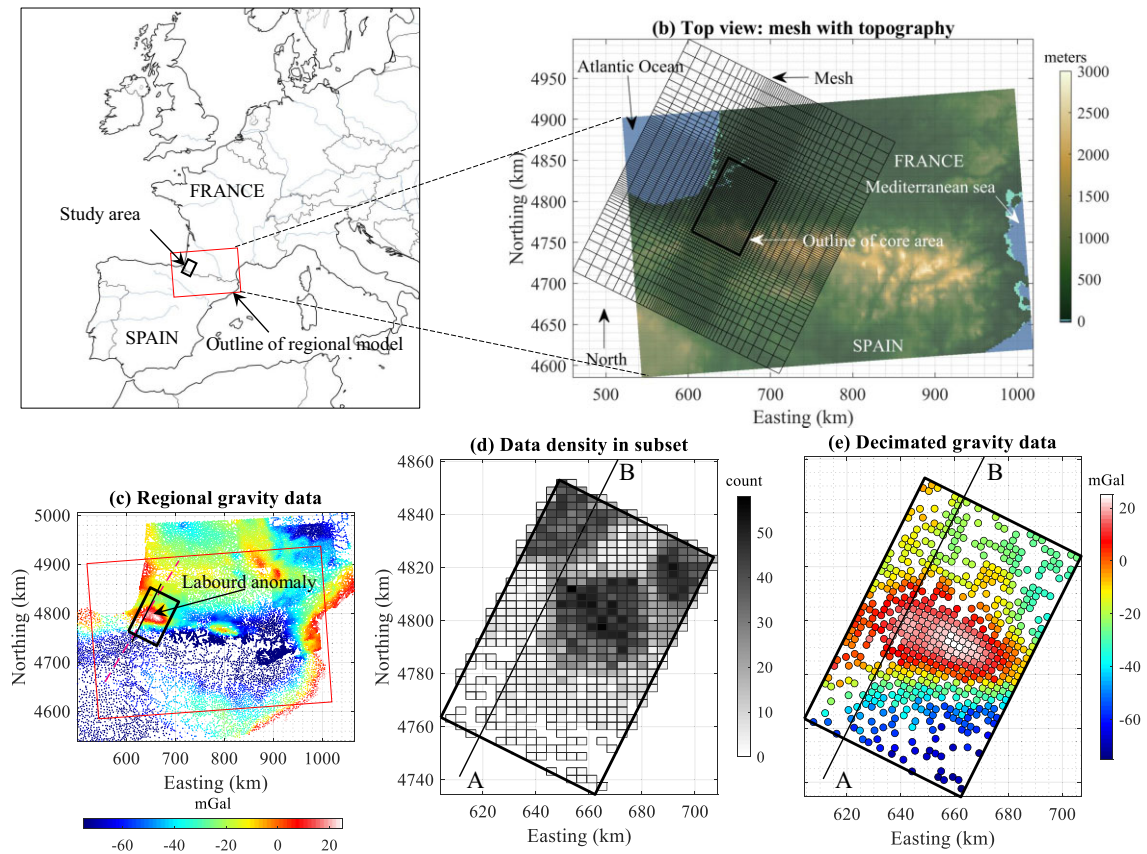 FRANCE
Study area
SPAIN
Outline of regional model
(b) Top view: mesh with topography
meters
Atlantic Ocean
Mesh
FRANCE
Mediterranean sea
Outline of core area
North
SPAIN
4950
4900
4850
4800
4750
4700
4650
4600
Northing (km)
500 600 700 800 900 1000
Easting (km)
3000
2500
2000
1500
1000
500
0
(c) Regional gravity data
Labourd anomaly
5000
4900
4800
4700
4600
Northing (km)
600 700 800 900 1000
Easting (km)
mGal
-60 -40 -20 0 20
(d) Data density in subset
B
A
count
4860
4840
4820
4800
4780
4760
4740
Northing (km)
620 640 660 680 700
Easting (km)
50
40
30
20
10
0
(e) Decimated gravity data
B
A
mGal
620 640 660 680 700
Easting (km)
20
0
-20
-40
-60